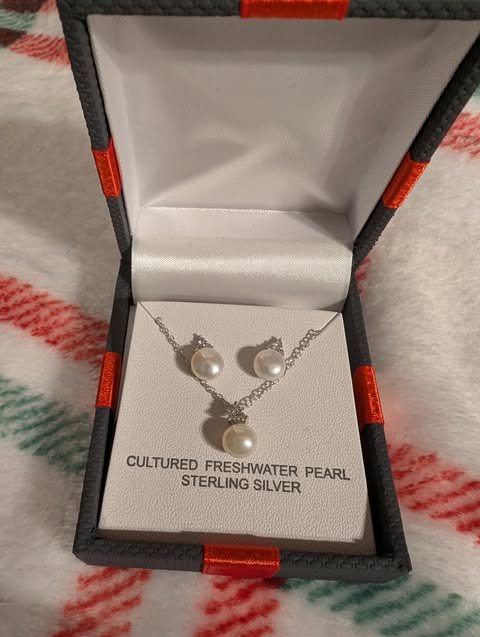 CULTURED FRESHWATER PEARL
STERLING SILVER